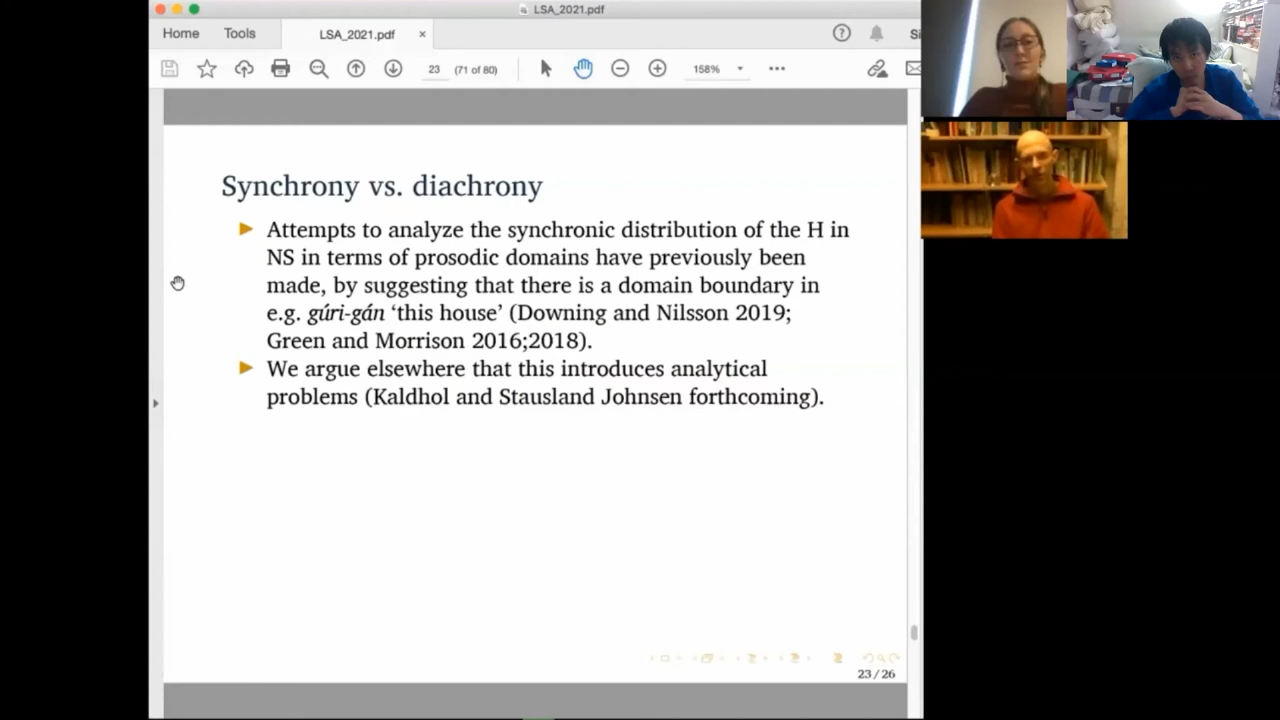 LSA_2021.pdf
Home Tools LSA_2021.pdf × ? Si
23 (71 of 80) 158%
Synchrony vs. diachrony
Attempts to analyze the synchronic distribution of the H in
NS in terms of prosodic domains have previously been
made, by suggesting that there is a domain boundary in
e.g. gúri-gán ‘this house’ (Downing and Nilsson 2019;
Green and Morrison 2016;2018).
We argue elsewhere that this introduces analytical
problems (Kaldhol and Stausland Johnsen forthcoming).
23 / 26